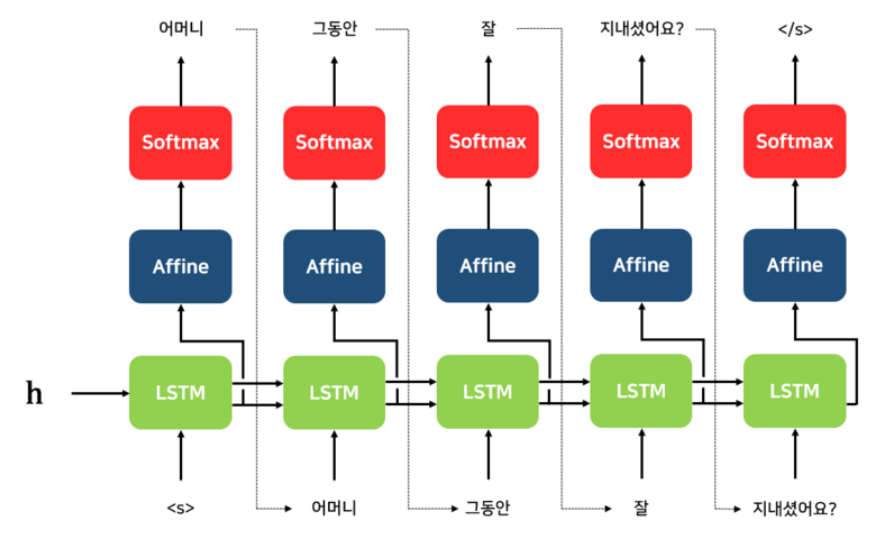 어머니 그동안 잘 지내셨어요? </s>
Softmax Softmax Softmax Softmax Softmax
Affine Affine Affine Affine Affine
h LSTM LSTM LSTM LSTM LSTM
<s> 어머니 그동안 잘 지내셨어요?